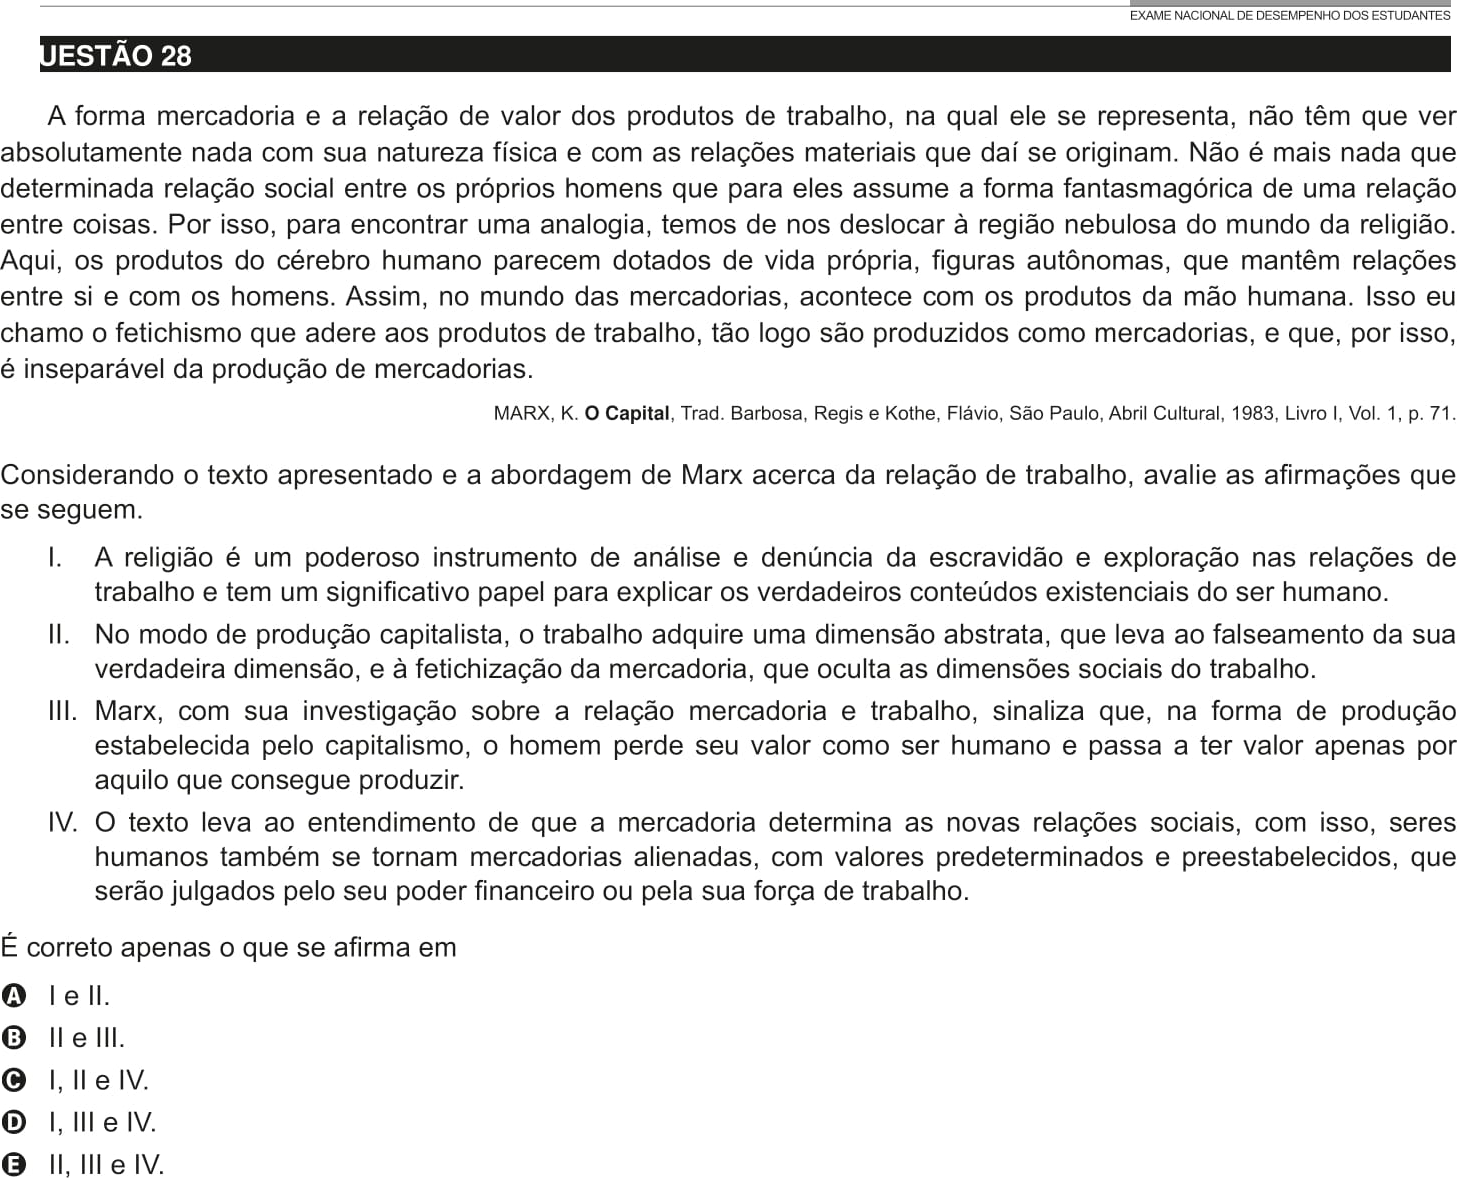 EXAME NACIONAL DE DESEMPENHO DOS ESTUDANTES
UESTÃO 28
A forma mercadoria e a relação de valor dos produtos de trabalho, na qual ele se representa, não têm que ver
absolutamente nada com sua natureza física e com as relações materiais que daí se originam. Não é mais nada que
determinada relação social entre os próprios homens que para eles assume a forma fantasmagórica de uma relação
entre coisas. Por isso, para encontrar uma analogia, temos de nos deslocar à região nebulosa do mundo da religião.
Aqui, os produtos do cérebro humano parecem dotados de vida própria, figuras autônomas, que mantêm relações
entre si e com os homens. Assim, no mundo das mercadorias, acontece com os produtos da mão humana. Isso eu
chamo o fetichismo que adere aos produtos de trabalho, tão logo são produzidos como mercadorias, e que, por isso,
é inseparável da produção de mercadorias.
MARX, K. O Capital, Trad. Barbosa, Regis e Kothe, Flávio, São Paulo, Abril Cultural, 1983, Livro I, Vol. 1, p. 71.
Considerando o texto apresentado e a abordagem de Marx acerca da relação de trabalho, avalie as afirmações que
se seguem.
I. A religião é um poderoso instrumento de análise e denúncia da escravidão e exploração nas relações de
trabalho e tem um significativo papel para explicar os verdadeiros conteúdos existenciais do ser humano.
II. No modo de produção capitalista, o trabalho adquire uma dimensão abstrata, que leva ao falseamento da sua
verdadeira dimensão, e à fetichização da mercadoria, que oculta as dimensões sociais do trabalho.
III. Marx, com sua investigação sobre a relação mercadoria e trabalho, sinaliza que, na forma de produção
estabelecida pelo capitalismo, o homem perde seu valor como ser humano e passa a ter valor apenas por
aquilo que consegue produzir.
IV. O texto leva ao entendimento de que a mercadoria determina as novas relações sociais, com isso, seres
humanos também se tornam mercadorias alienadas, com valores predeterminados e preestabelecidos, que
serão julgados pelo seu poder financeiro ou pela sua força de trabalho.
É correto apenas o que se afirma em
A I e II.
B II e III.
C I, II e IV.
D I, III e IV.
E II, III e IV.